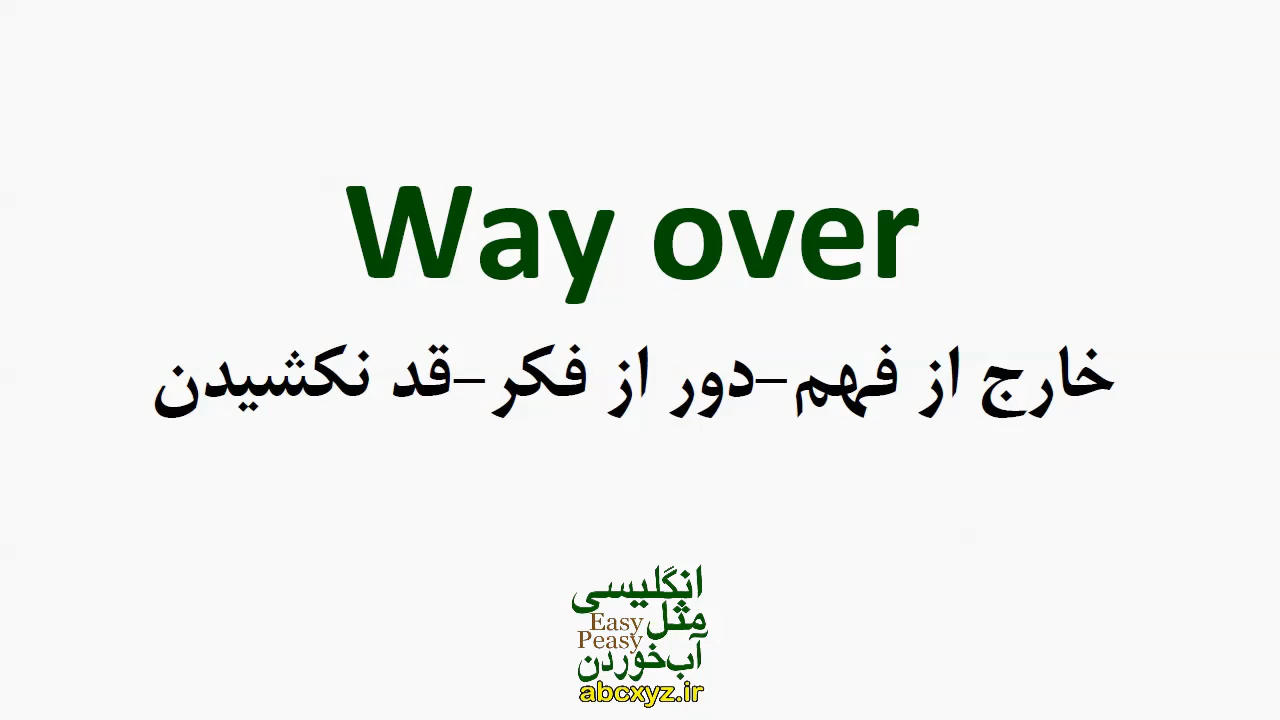 Way over
خارج از فهم-دور از فکر-قد نکشیدن
انگلیسی
مثل
Easy
Peasy
آب‌خوردن
abcxyz.ir